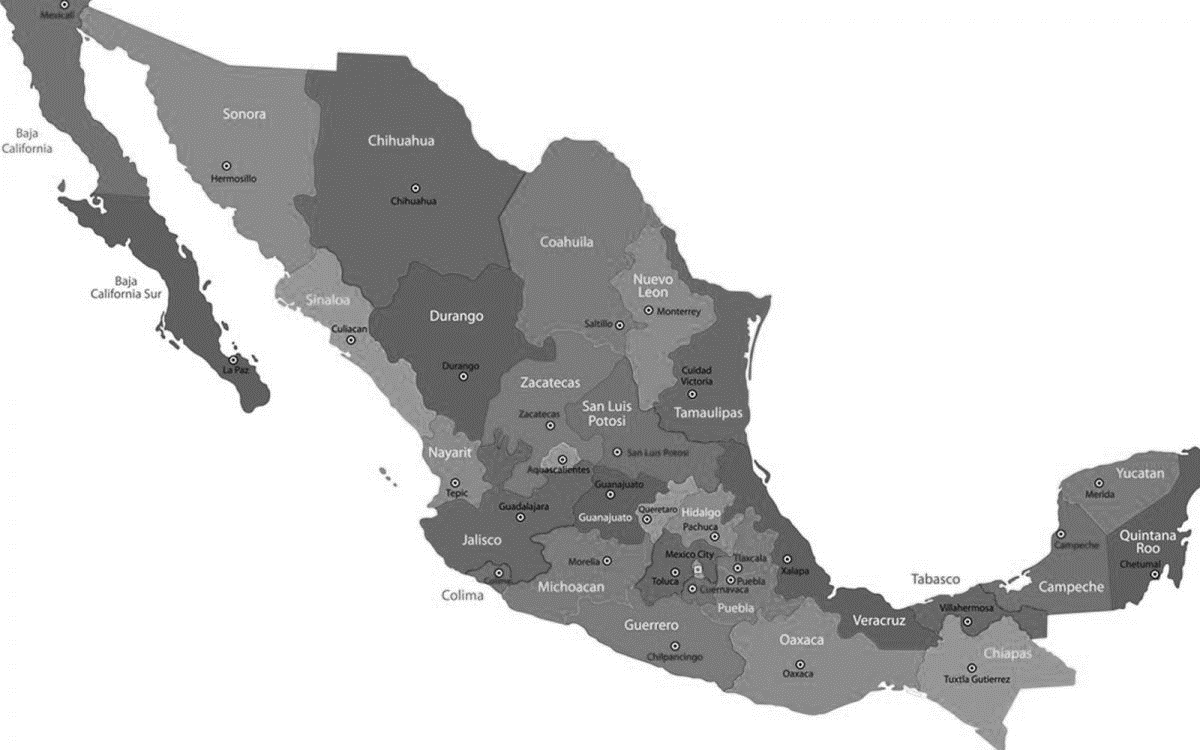 Mexicali
Baja
California
Sonora
Hermosillo
Chihuahua
Chihuahua
Baja
California Sur
La Paz
Sinaloa
Culiacan
Durango
Durango
Coahuila
Saltillo
Nuevo
Leon
Monterrey
Cuidad
Victoria
Tamaulipas
Zacatecas
Zacatecas
San Luis
Potosi
San Luis Potosi
Nayarit
Tepic
Aquascalientes
Guadalajara
Jalisco
Guanajuato
Guanajuato
Queretaro
Hidalgo
Pachuca
Colima
Colima
Morelia
Michoacan
Mexico City
Toluca
Cuernavaca
Tlaxcala
Puebla
Puebla
Xalapa
Veracruz
Guerrero
Chilpancingo
Oaxaca
Oaxaca
Tabasco
Villahermosa
Chiapas
Tuxtla Gutierrez
Campeche
Campeche
Yucatan
Merida
Quintana
Roo
Chetumal